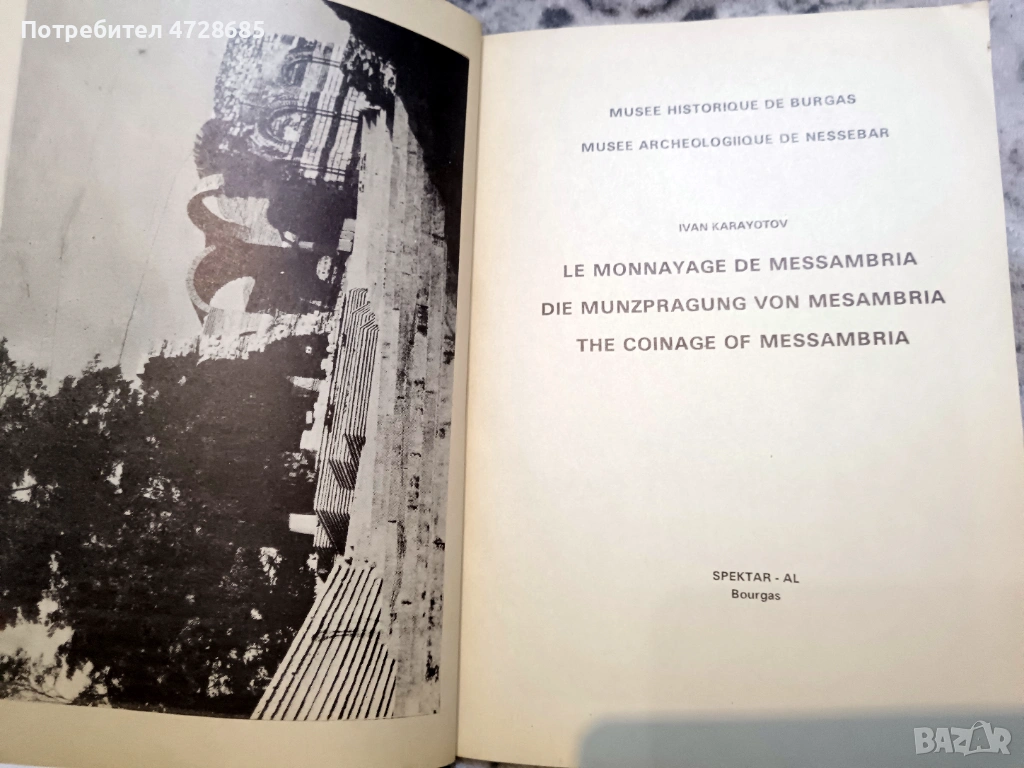 Потребител 4728685
MUSEE HISTORIQUE DE BURGAS
MUSEE ARCHEOLOGIIQUE DE NESSEBAR
IVAN KARAYOTOV
LE MONNAYAGE DE MESSAMBRIA
DIE MUNZPRAGUNG VON MESAMBRIA
THE COINAGE OF MESSAMBRIA
SPEKTAR - AL
Bourgas
BAZAR